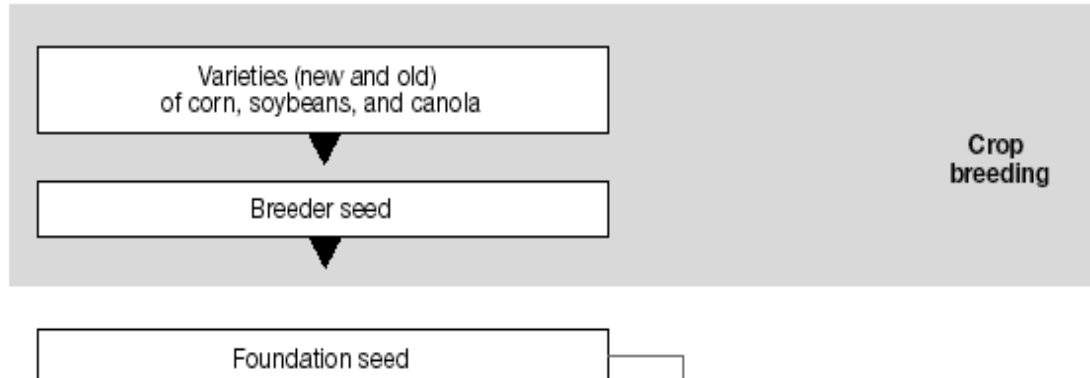 Varieties (new and old)
of corn, soybeans, and canola
Crop
breeding
Breeder seed
Foundation seed